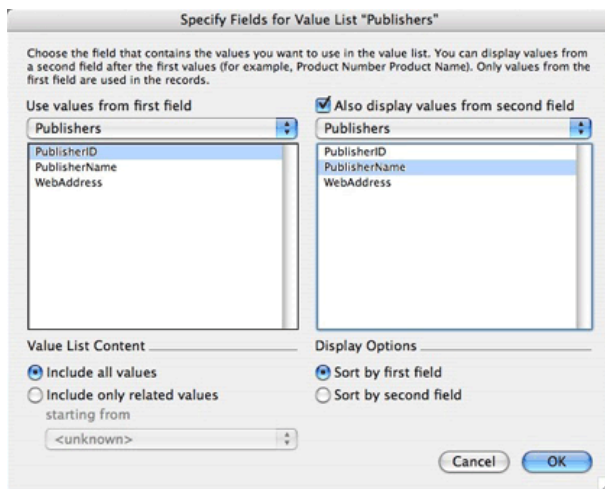 Specify Fields for Value List "Publishers"
Choose the field that contains the values you want to use in the value list. You can display values from
a second field after the first values (for example, Product Number Product Name). Only values from the
first field are used in the records.
Use values from first field
Publishers
PublisherID
PublisherName
WebAddress
Also display values from second field
Publishers
PublisherID
PublisherName
WebAddress
Value List Content
Include all values
Include only related values
starting from
<unknown>
Display Options
Sort by first field
Sort by second field
Cancel
OK